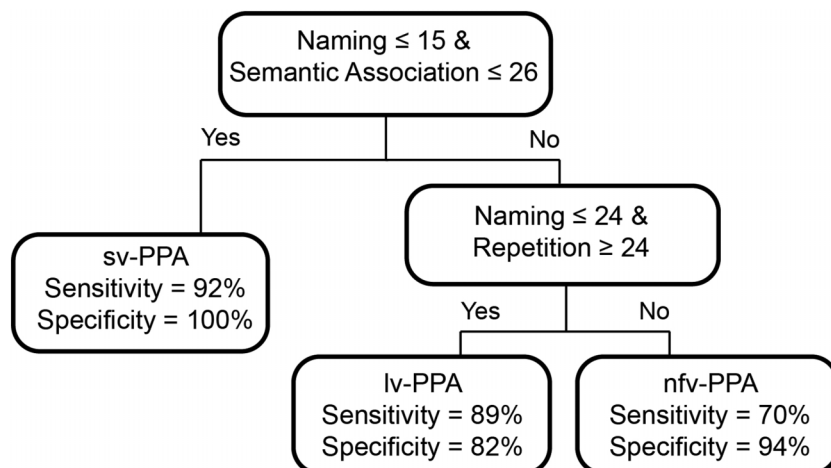 Naming ≤ 15 &
Semantic Association ≤ 26
Yes
No
Naming ≤ 24 &
Repetition ≥ 24
sv-PPA
Sensitivity = 92%
Specificity = 100%
Yes
No
lv-PPA
Sensitivity = 89%
Specificity = 82%
nfv-PPA
Sensitivity = 70%
Specificity = 94%